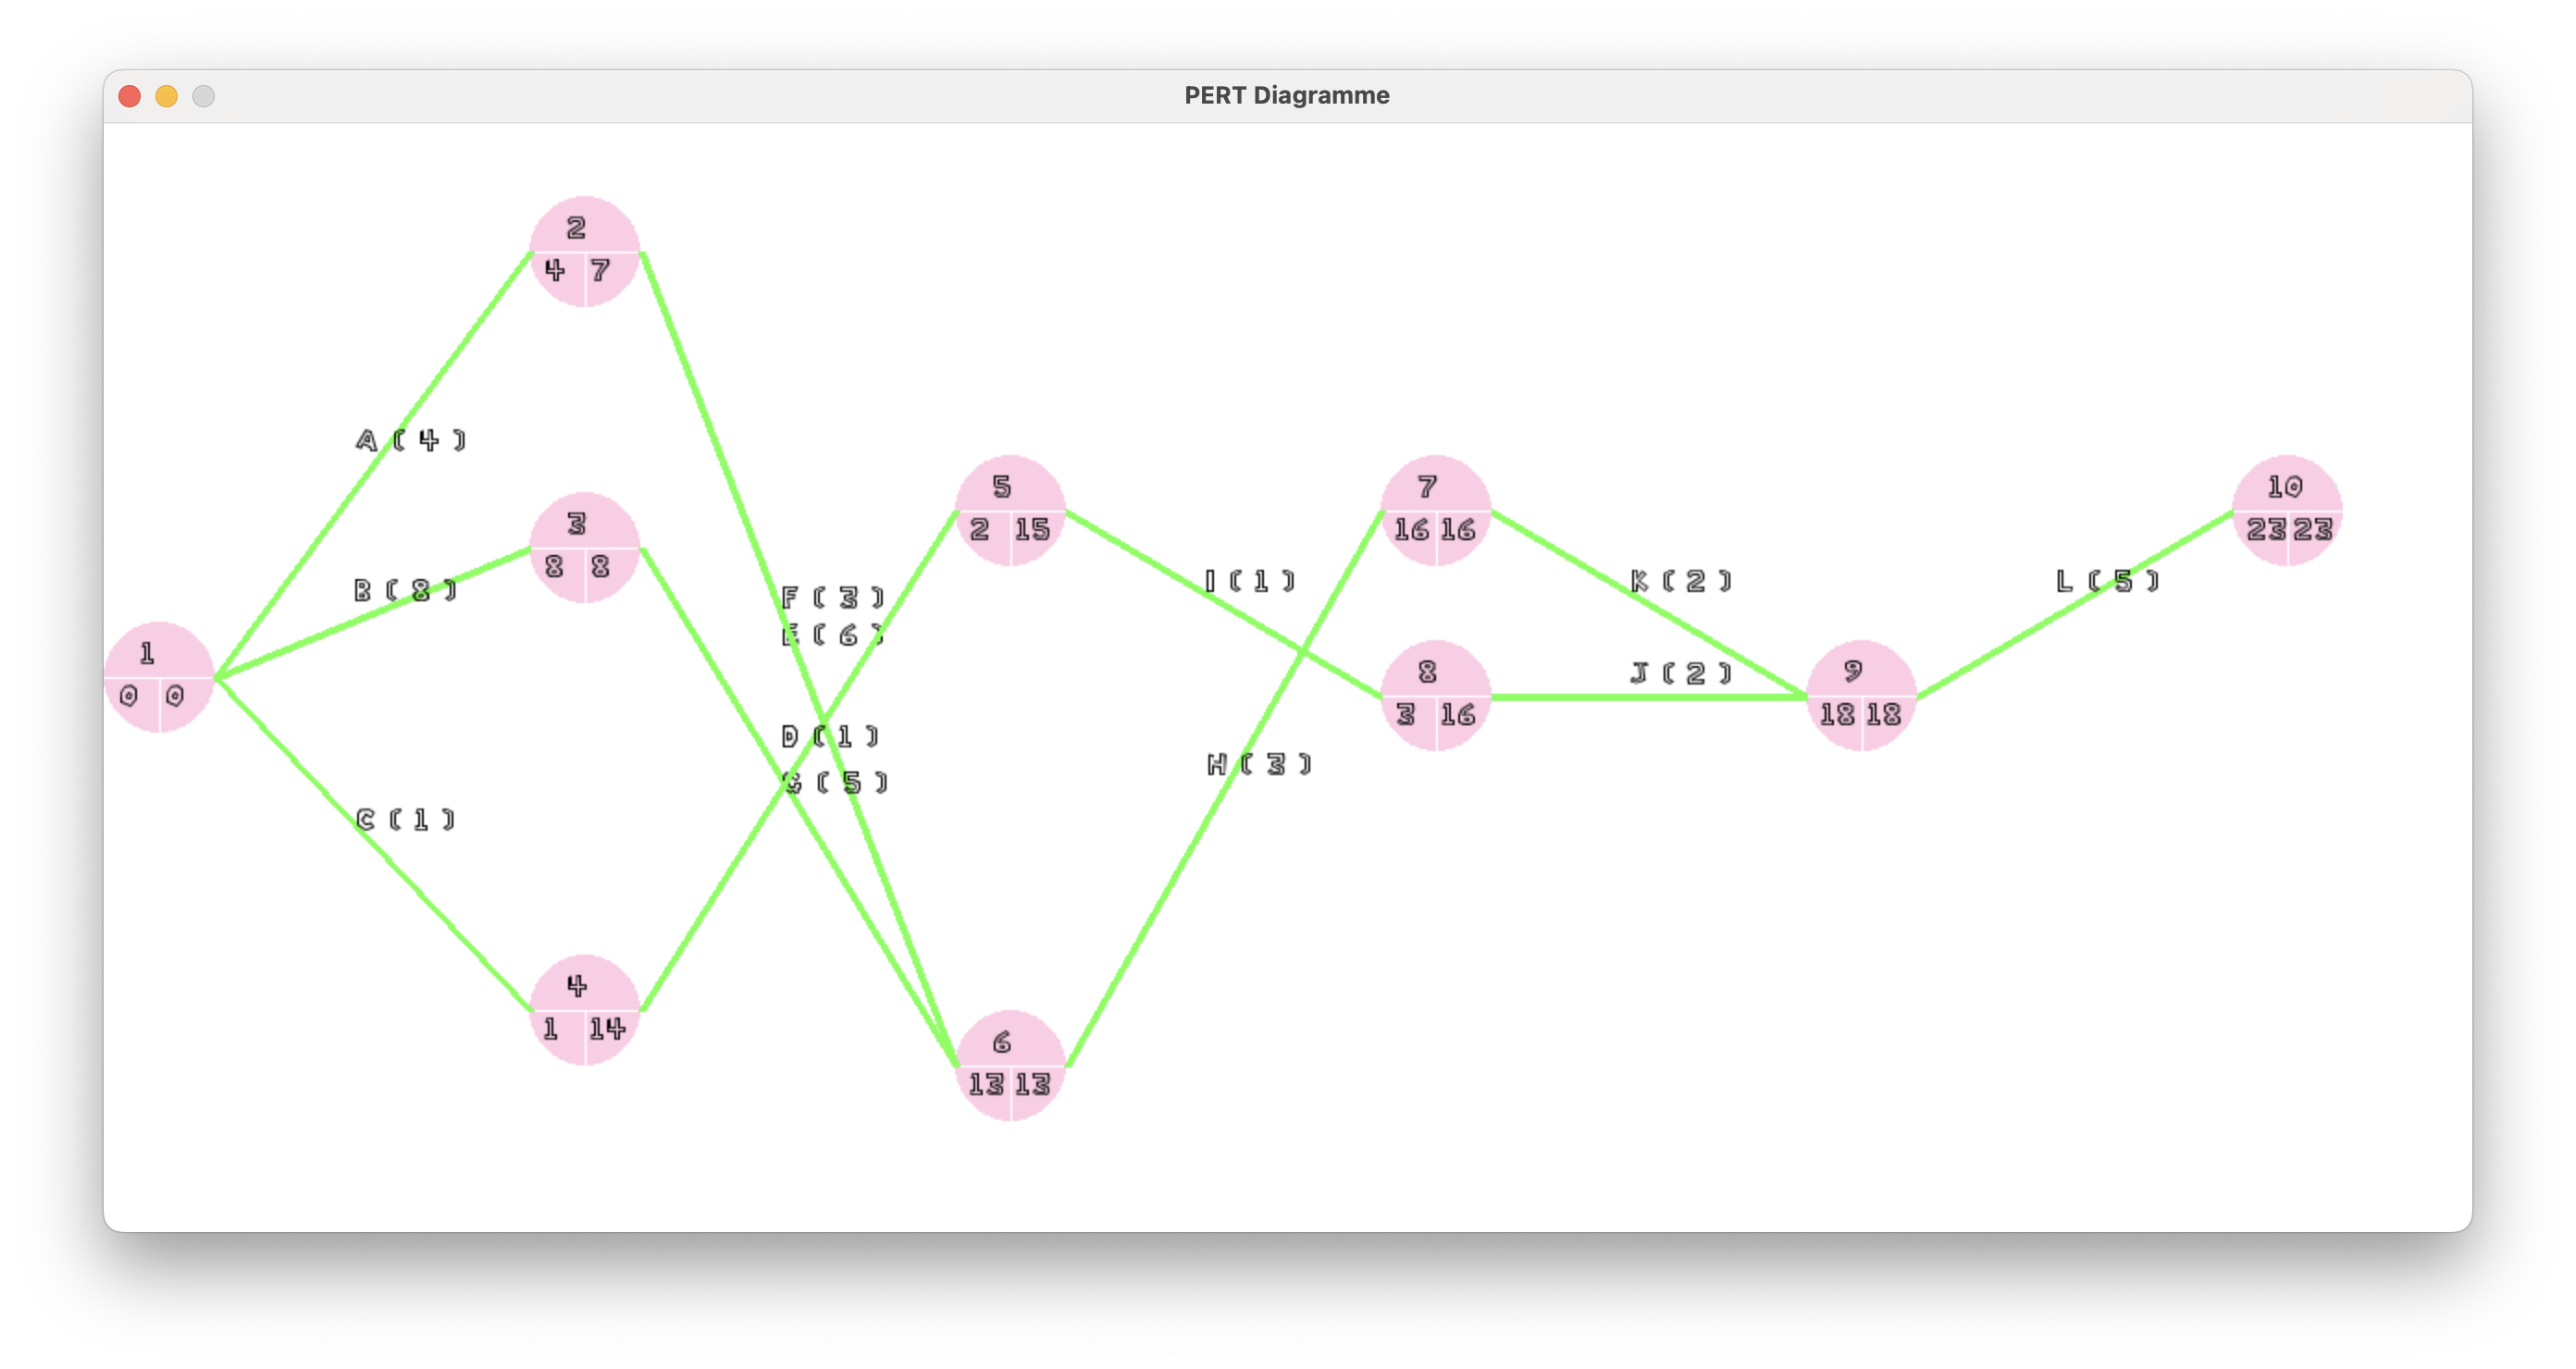 PERT Diagramme
2
4 7
A ( 4 )
3
8 8
B ( 8 )
1
0 0
C ( 1 )
4
1 14
F ( 3 )
E ( 6 )
D ( 1 )
G ( 5 )
5
2 15
6
13 13
I ( 1 )
H ( 3 )
7
16 16
8
3 16
K ( 2 )
J ( 2 )
9
18 18
L ( 5 )
10
23 23